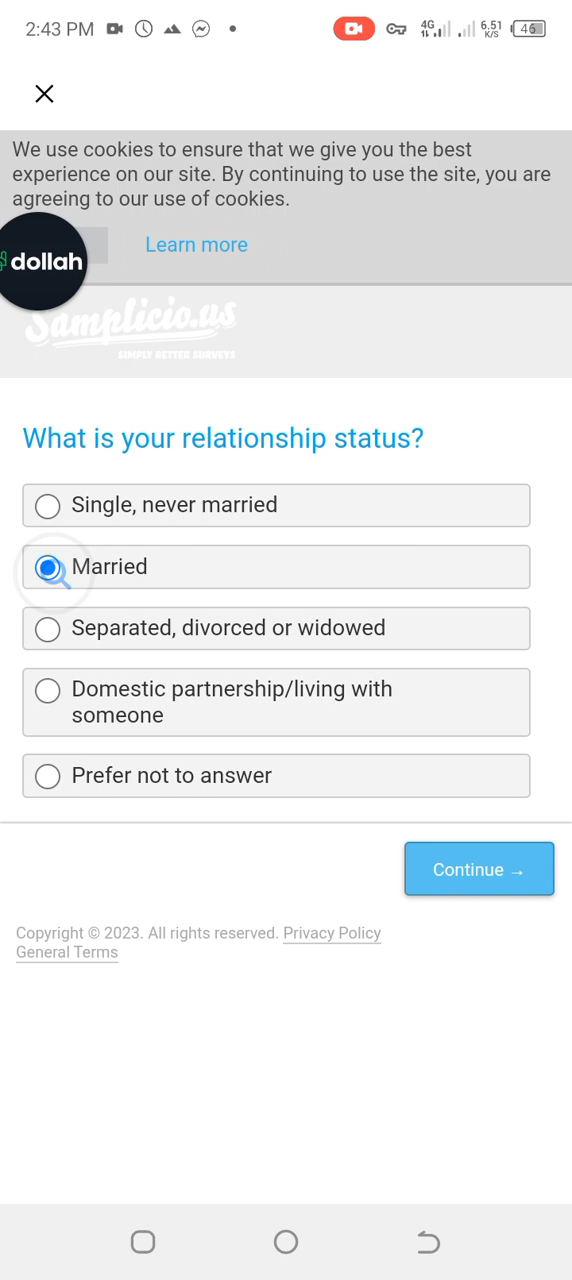 2:43 PM
4G
6.51
K/S
46
We use cookies to ensure that we give you the best
experience on our site. By continuing to use the site, you are
agreeing to our use of cookies.
Learn more
dollah
Samplicio.us
SIMPLY BETTER SURVEYS
What is your relationship status?
Single, never married
Married
Separated, divorced or widowed
Domestic partnership/living with
someone
Prefer not to answer
Continue →
Copyright © 2023. All rights reserved. Privacy Policy
General Terms